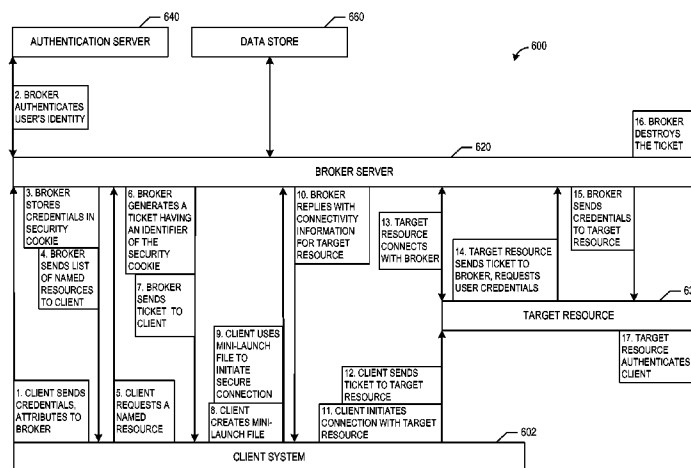 640
660
AUTHENTICATION SERVER
DATA STORE
600
2. BROKER
AUTHENTICATES
USER'S IDENTITY
16. BROKER
DESTROYS
THE TICKET
620
BROKER SERVER
3. BROKER
STORES
CREDENTIALS IN
SECURITY
COOKIE
4. BROKER
SENDS LIST
OF NAMED
RESOURCES
TO CLIENT
6. BROKER
GENERATES A
TICKET HAVING
AN IDENTIFIER
OF THE
SECURITY
COOKIE
7. BROKER
SENDS
TICKET TO
CLIENT
10. BROKER
REPLIES WITH
CONNECTIVITY
INFORMATION
FOR TARGET
RESOURCE
13. TARGET
RESOURCE
CONNECTS
WITH BROKER
14. TARGET RESOURCE
SENDS TICKET TO
BROKER, REQUESTS
USER CREDENTIALS
15. BROKER
SENDS
CREDENTIALS
TO TARGET
RESOURCE
TARGET RESOURCE
9. CLIENT USES
MINI-LAUNCH
FILE TO
INITIATE
SECURE
CONNECTION
17. TARGET
RESOURCE
AUTHENTICATES
CLIENT
12. CLIENT SENDS
TICKET TO TARGET
RESOURCE
1. CLIENT SENDS
CREDENTIALS,
ATTRIBUTES TO
BROKER
5. CLIENT
REQUESTS A
NAMED
RESOURCE
8. CLIENT
CREATES MINI-
LAUNCH FILE
11. CLIENT INITIATES
CONNECTION WITH TARGET
RESOURCE
602
CLIENT SYSTEM